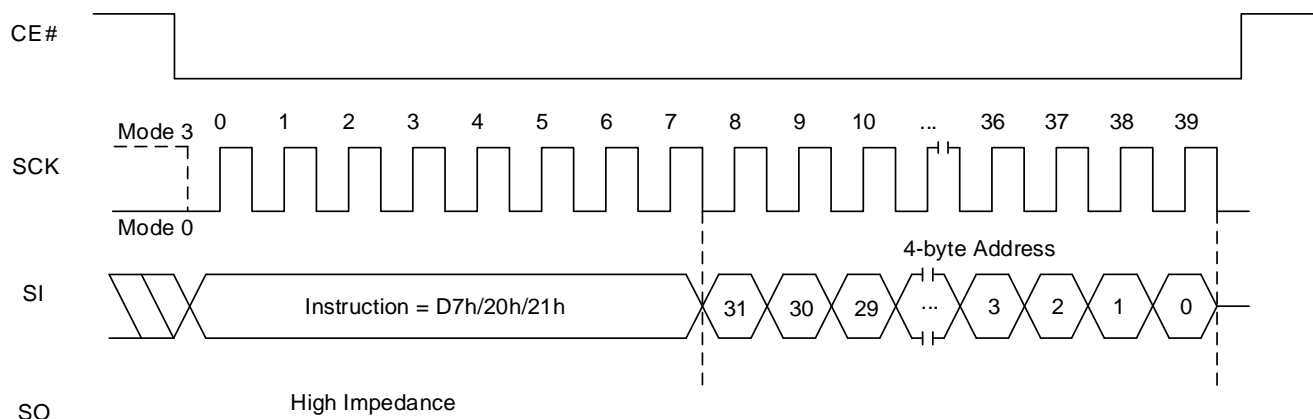 CE#
Mode 3
0 1 2 3 4 5 6 7 8 9 10 ... 36 37 38 39
SCK
Mode 0
4-byte Address
SI
Instruction = D7h/20h/21h
31 30 29 ... 3 2 1 0
High Impedance
SO